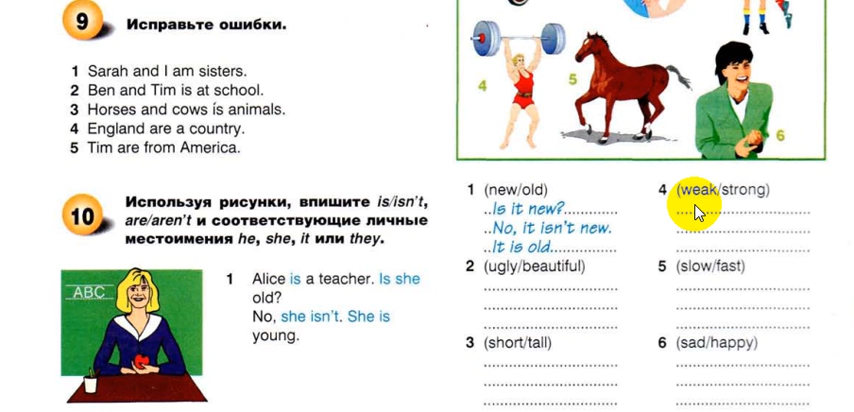 9 Исправьте ошибки.
1 Sarah and I am sisters.
2 Ben and Tim is at school.
3 Horses and cows is animals.
4 England are a country.
5 Tim are from America.
10 Используя рисунки, впишите is/isn't,
are/aren't и соответствующие личные
местоимения he, she, it или they.
ABC
1 Alice is a teacher. Is she
old?
No, she isn't. She is
young.
4
5
6
1 (new/old)
..Is it new?............
..No, it isn't new.
..It is old..............
2 (ugly/beautiful)
3 (short/tall)
4 (weak/strong)
5 (slow/fast)
6 (sad/happy)